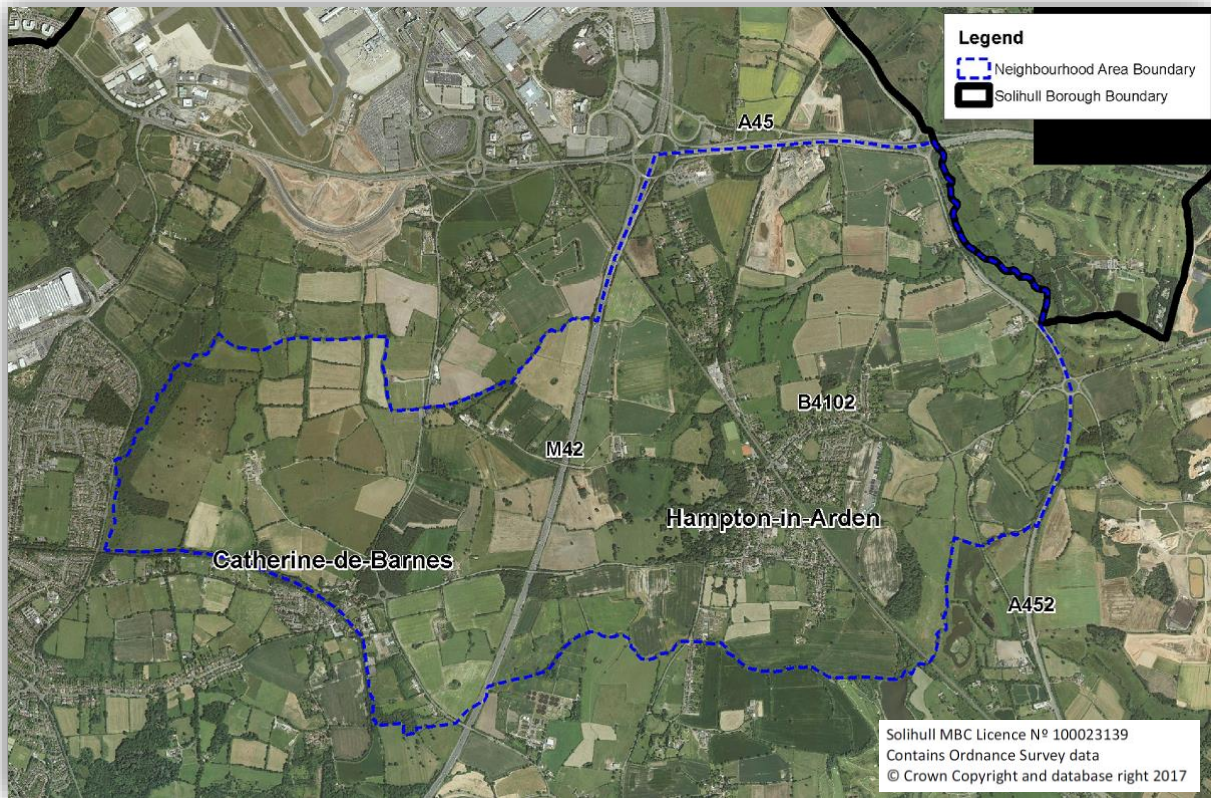 Legend
Neighbourhood Area Boundary
Solihull Borough Boundary
A45
B4102
M42
Hampton-in-Arden
Catherine-de-Barnes
A452
Solihull MBC Licence Nº 100023139
Contains Ordnance Survey data
© Crown Copyright and database right 2017